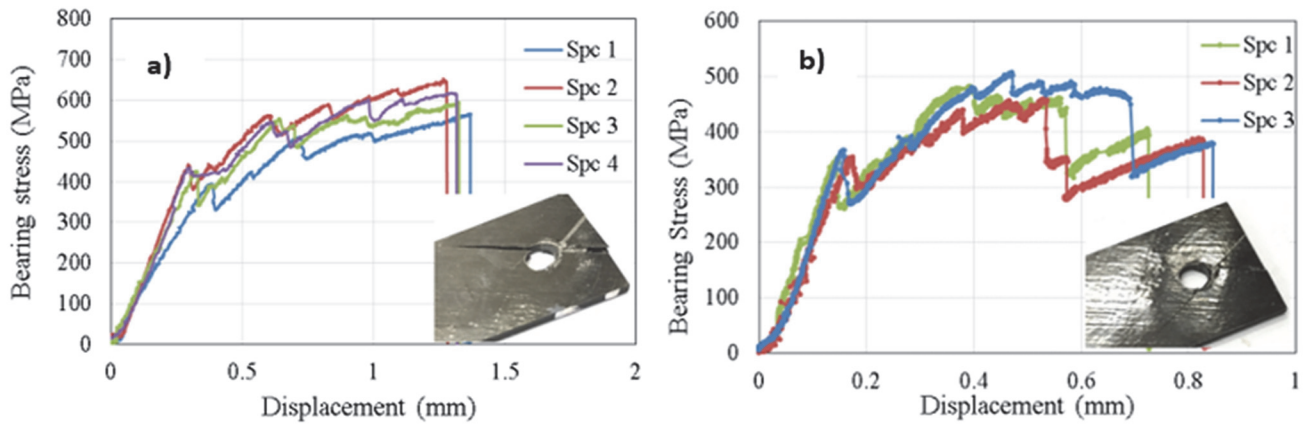 a)
Bearing stress (MPa)
800
700
600
500
400
300
200
100
0
Spc 1
Spc 2
Spc 3
Spc 4
0
0.5
1
1.5
2
Displacement (mm)
b)
Bearing Stress (MPa)
600
500
400
300
200
100
0
Spc 1
Spc 2
Spc 3
0
0.2
0.4
0.6
0.8
1
Displacement (mm)